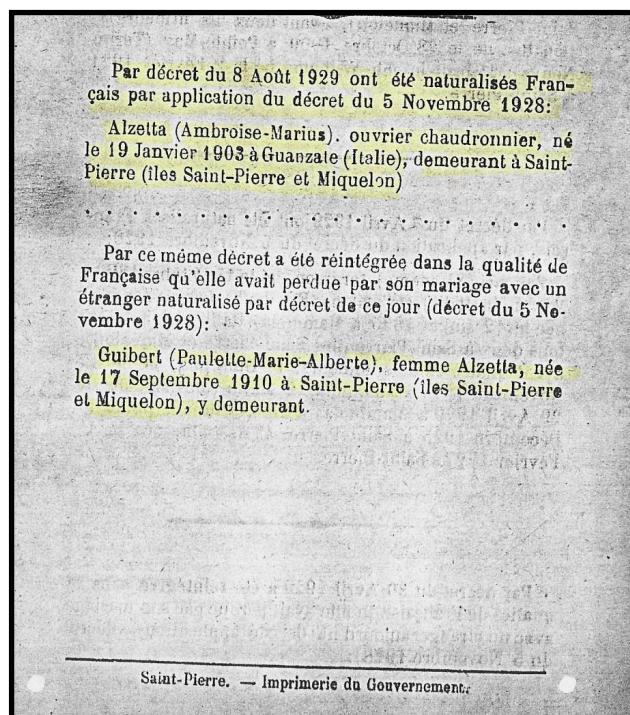 Par décret du 8 Août 1929 ont été naturalisés Fran-
çais par application du décret du 5 Novembre 1928:
Alzetta (Ambroise-Marius). ouvrier chaudronnier, né
le 19 Janvier 1903 à Guanzate (Italie), demeurant à Saint-
Pierre (îles Saint-Pierre et Miquelon)
. . . . . . . . . . . . . . . . . . . .
Par ce même décret a été réintégrée dans la qualité de
Française qu'elle avait perdue par son mariage avec un
étranger naturalisé par décret de ce jour (décret du 5 No-
vembre 1928):
Guibert (Paulette-Marie-Alberte), femme Alzetta, née
le 17 Septembre 1910 à Saint-Pierre (îles Saint-Pierre
et Miquelon), y demeurant.
Saint-Pierre. — Imprimerie du Gouvernement.